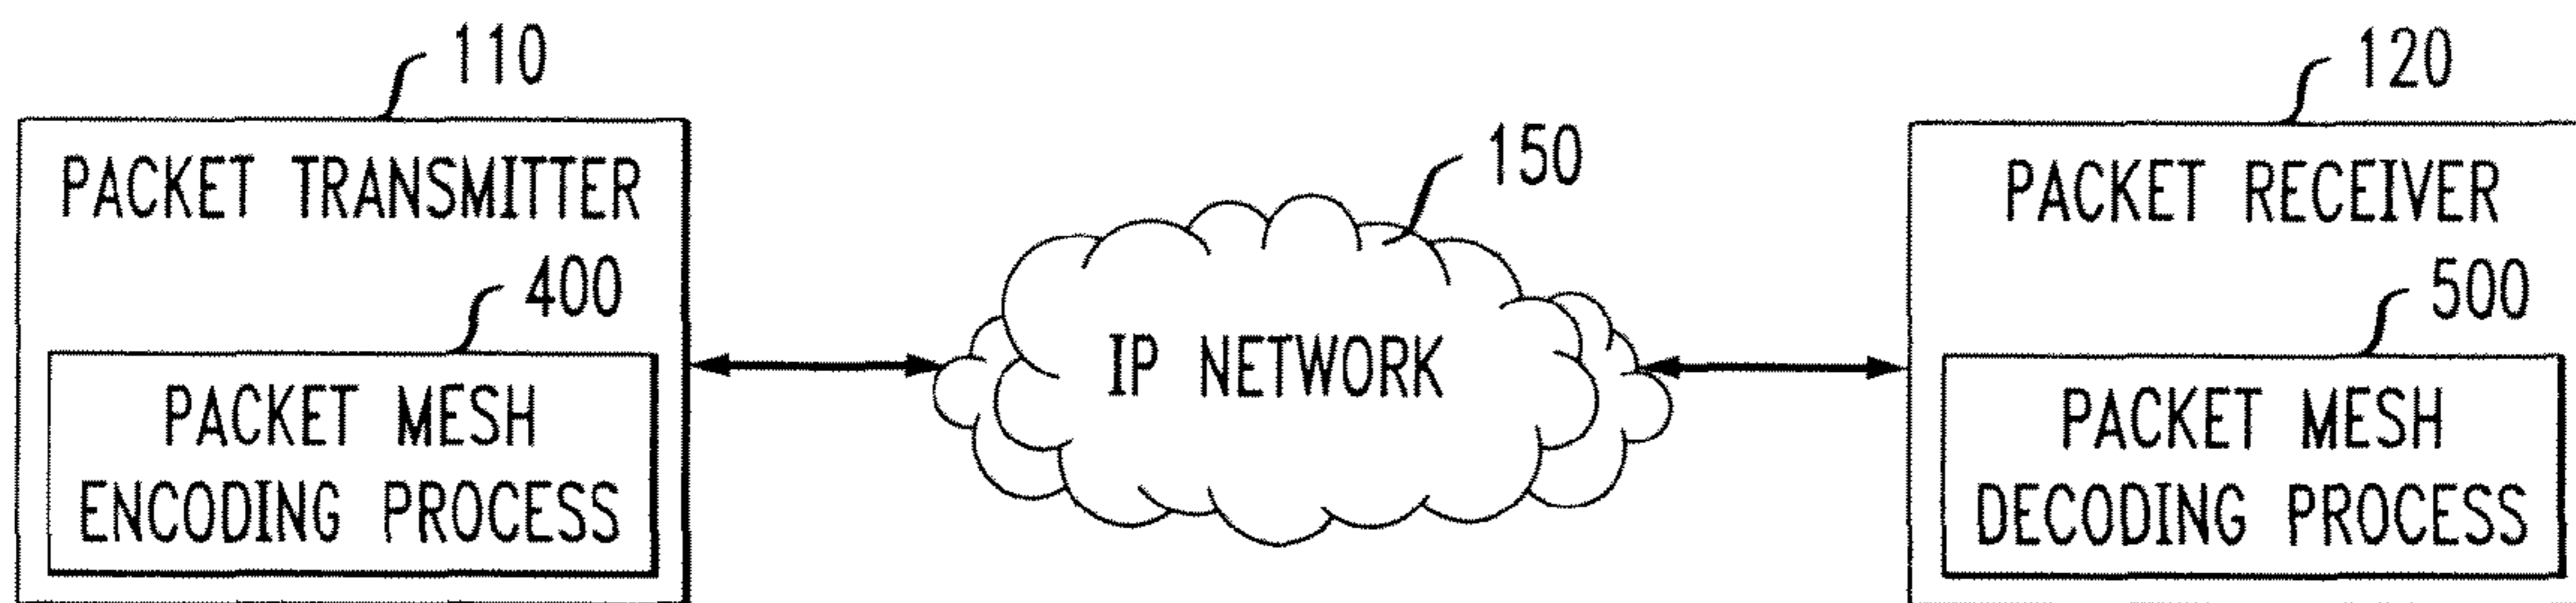 110
PACKET TRANSMITTER
400
PACKET MESH
ENCODING PROCESS
150
IP NETWORK
120
PACKET RECEIVER
500
PACKET MESH
DECODING PROCESS